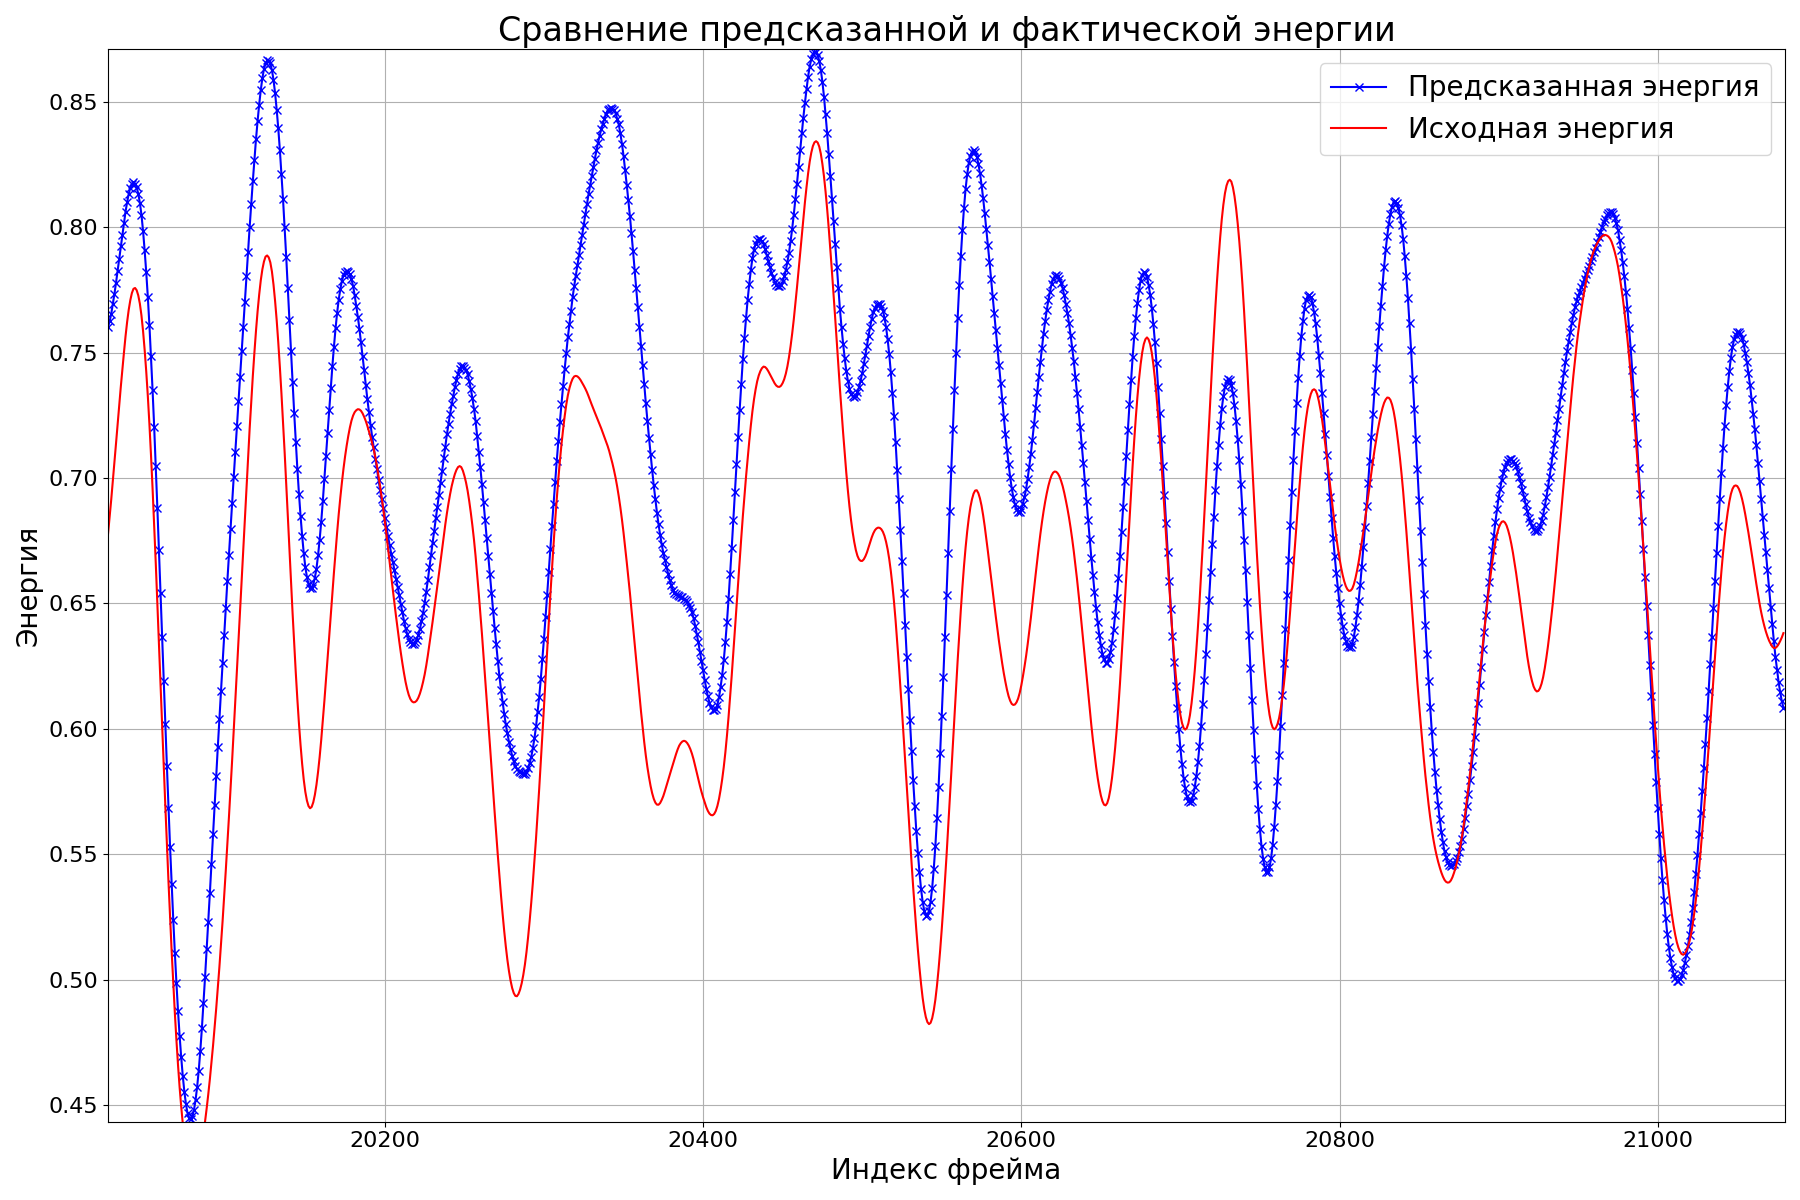 Сравнение предсказанной и фактической энергии
Предсказанная энергия
Исходная энергия
Энергия
0.85
0.80
0.75
0.70
0.65
0.60
0.55
0.50
0.45
20200
20400
20600
20800
21000
Индекс фрейма